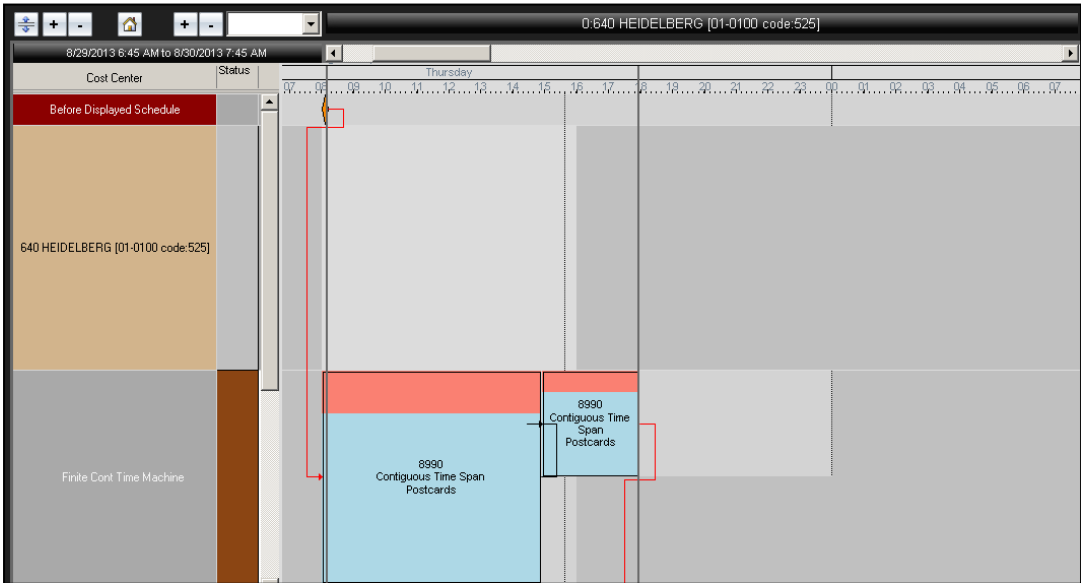 + - + -
0:640 HEIDELBERG [01-0100 code:525]
8/29/2013 6:45 AM to 8/30/2013 7:45 AM
Cost Center
Status
Thursday
07 08 09 10 11 12 13 14 15 16 17 18 19 20 21 22 23 00 01 02 03 04 05 06 07
Before Displayed Schedule
640 HEIDELBERG [01-0100 code:525]
8990
Contiguous Time
Span
Postcards
8990
Contiguous Time Span
Postcards
Finite Cont Time Machine